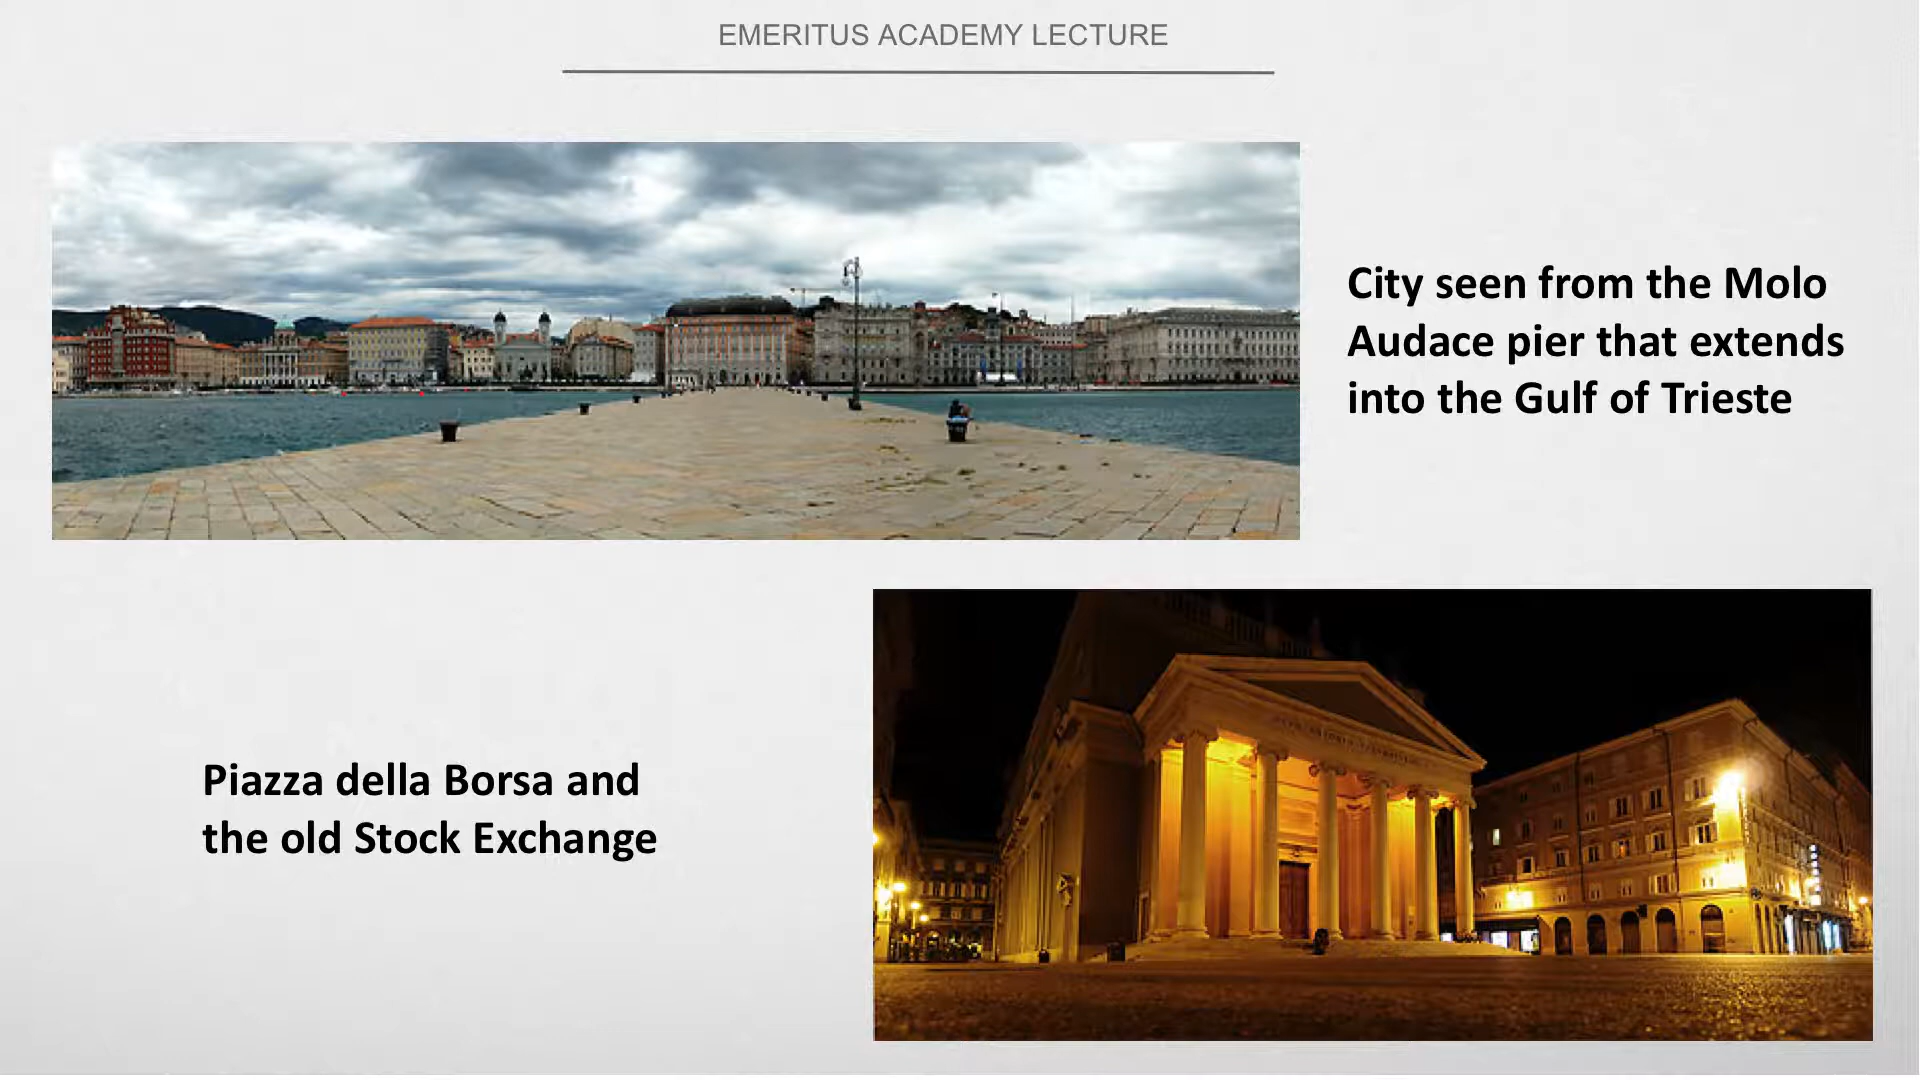 EMERITUS ACADEMY LECTURE
City seen from the Molo
Audace pier that extends
into the Gulf of Trieste
Piazza della Borsa and
the old Stock Exchange